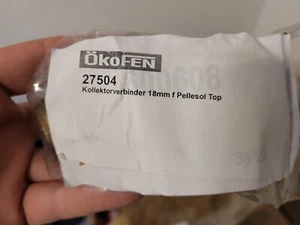 ÖkoFEN
27504
Kollektorverbinder 18mm f Pellesol Top